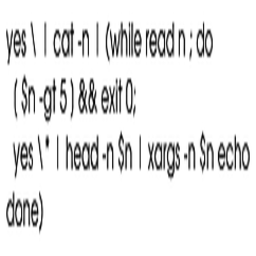 yes \ | cat -n | (while read n ; do
( $n -gt 5 ) && exit 0;
yes \* | head -n $n | xargs -n $n echo
done)